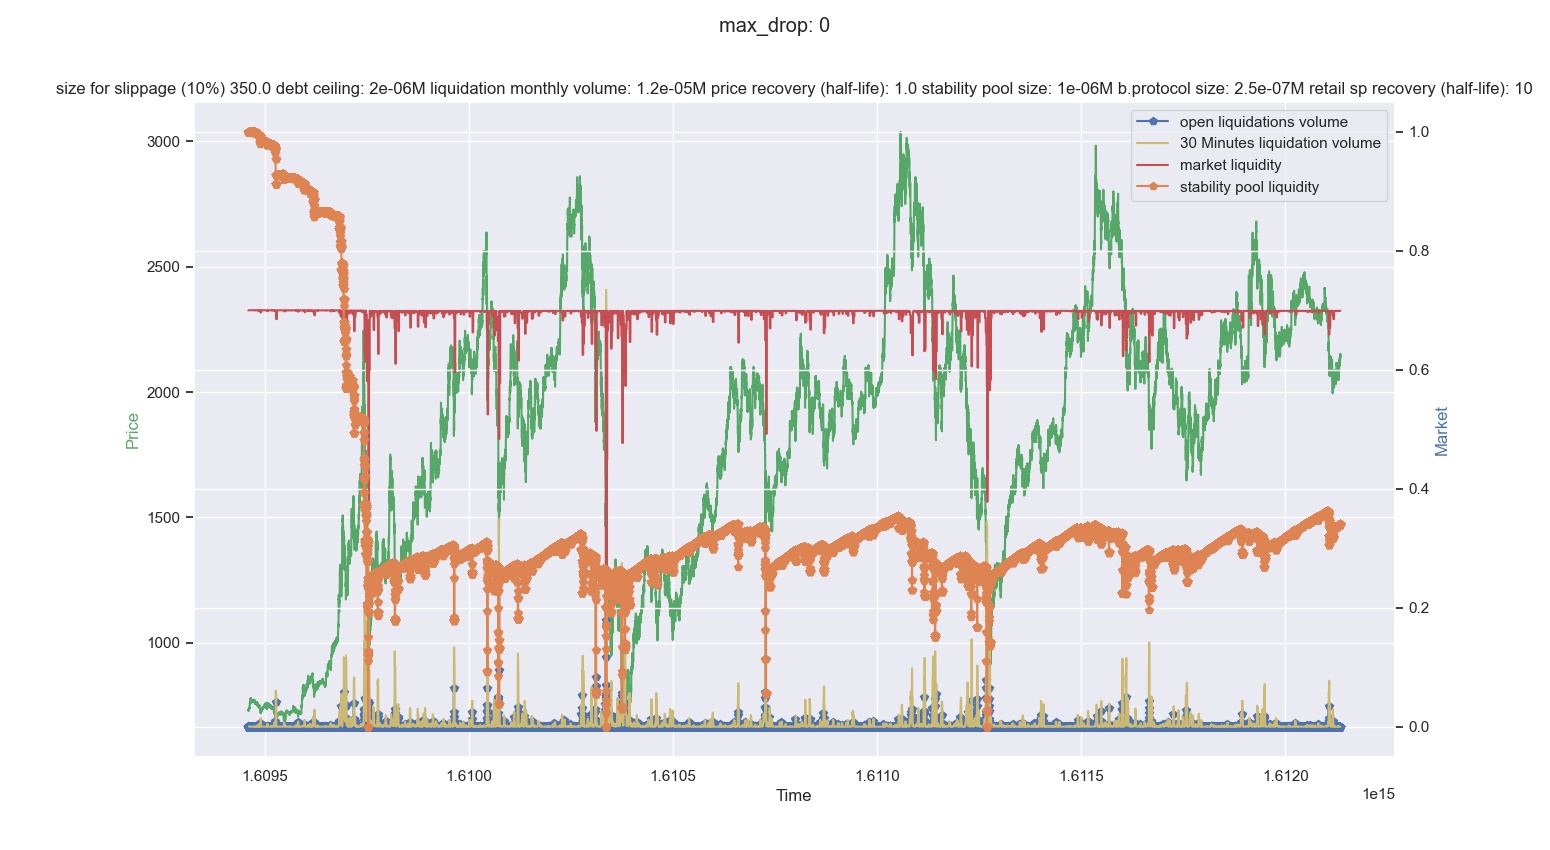 max_drop: 0
size for slippage (10%) 350.0 debt ceiling: 2e-06M liquidation monthly volume: 1.2e-05M price recovery (half-life): 1.0 stability pool size: 1e-06M b.protocol size: 2.5e-07M retail sp recovery (half-life): 10
open liquidations volume
30 Minutes liquidation volume
market liquidity
stability pool liquidity
3000
2500
2000
1500
1000
Price
1.0
0.8
0.6
0.4
0.2
0.0
Market
1.6095
1.6100
1.6105
1.6110
1.6115
1.6120
1e15
Time